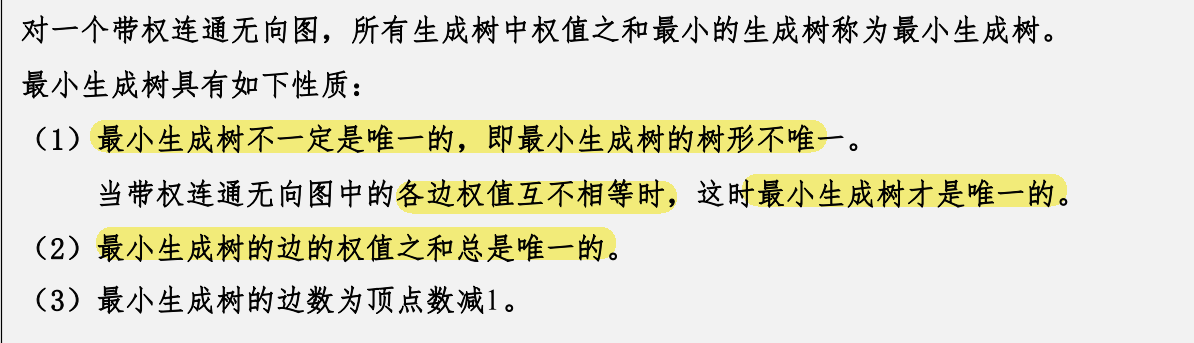 对一个带权连通无向图，所有生成树中权值之和最小的生成树称为最小生成树。
最小生成树具有如下性质：
（1）最小生成树不一定是唯一的，即最小生成树的树形不唯一。
当带权连通无向图中的各边权值互不相等时，这时最小生成树才是唯一的。
（2）最小生成树的边的权值之和总是唯一的。
（3）最小生成树的边数为顶点数减1。